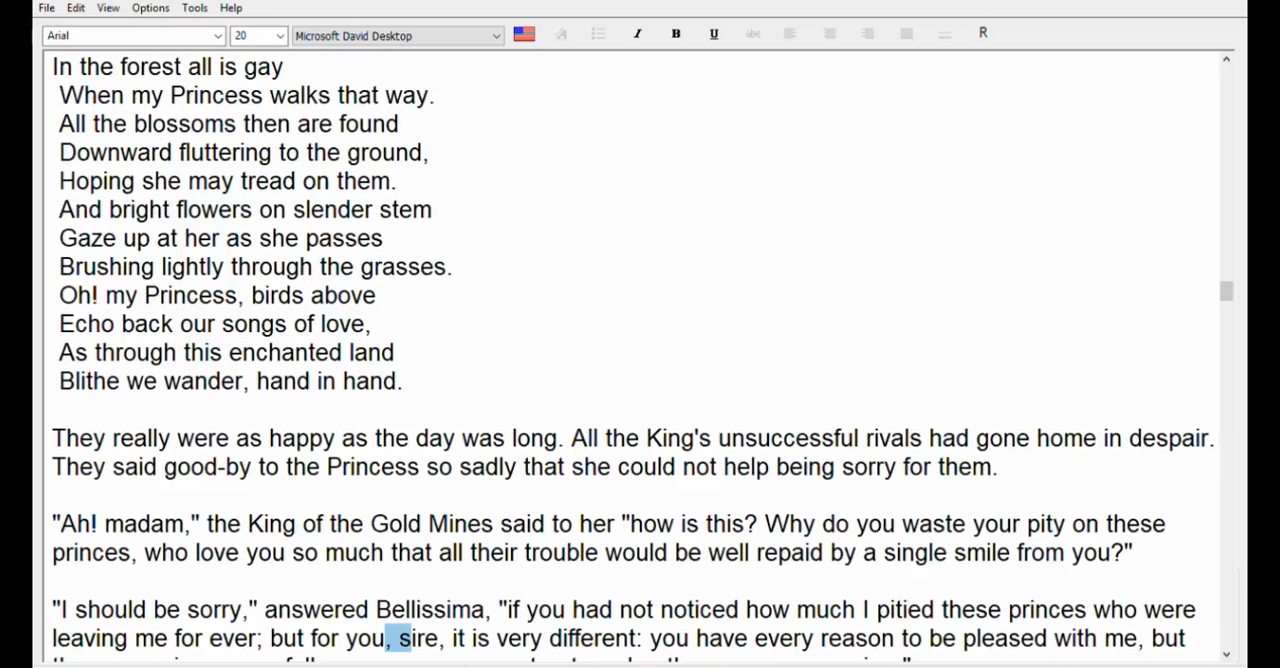 File Edit View Options Tools Help
Arial 20 Microsoft David Desktop I B U abc R
In the forest all is gay
When my Princess walks that way.
All the blossoms then are found
Downward fluttering to the ground,
Hoping she may tread on them.
And bright flowers on slender stem
Gaze up at her as she passes
Brushing lightly through the grasses.
Oh! my Princess, birds above
Echo back our songs of love,
As through this enchanted land
Blithe we wander, hand in hand.
They really were as happy as the day was long. All the King's unsuccessful rivals had gone home in despair.
They said good-by to the Princess so sadly that she could not help being sorry for them.
"Ah! madam," the King of the Gold Mines said to her "how is this? Why do you waste your pity on these
princes, who love you so much that all their trouble would be well repaid by a single smile from you?"
"I should be sorry," answered Bellissima, "if you had not noticed how much I pitied these princes who were
leaving me for ever; but for you, sire, it is very different: you have every reason to be pleased with me, but